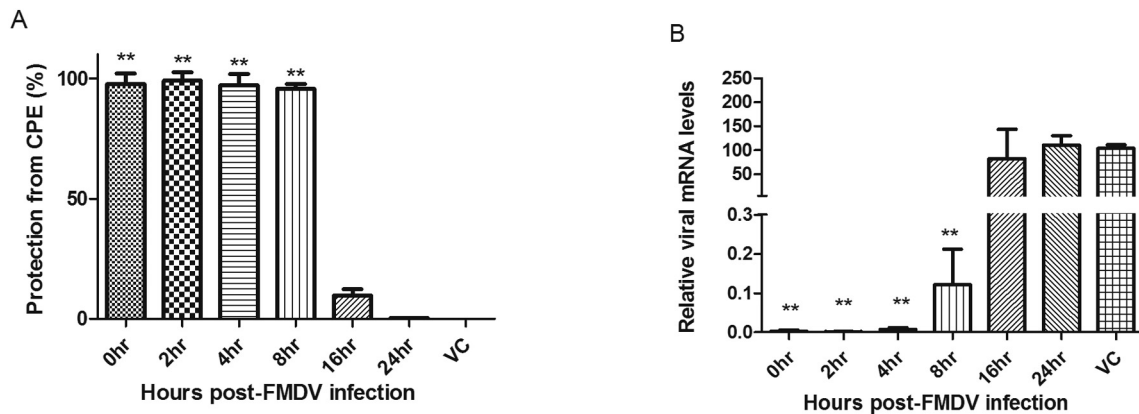 A
Protection from CPE (%)
100
50
0
** ** ** **
0hr 2hr 4hr 8hr 16hr 24hr VC
Hours post-FMDV infection
B
Relative viral mRNA levels
250
200
150
100
50
0.3
0.2
0.1
0.0
** ** ** **
0hr 2hr 4hr 8hr 16hr 24hr VC
Hours post-FMDV infection